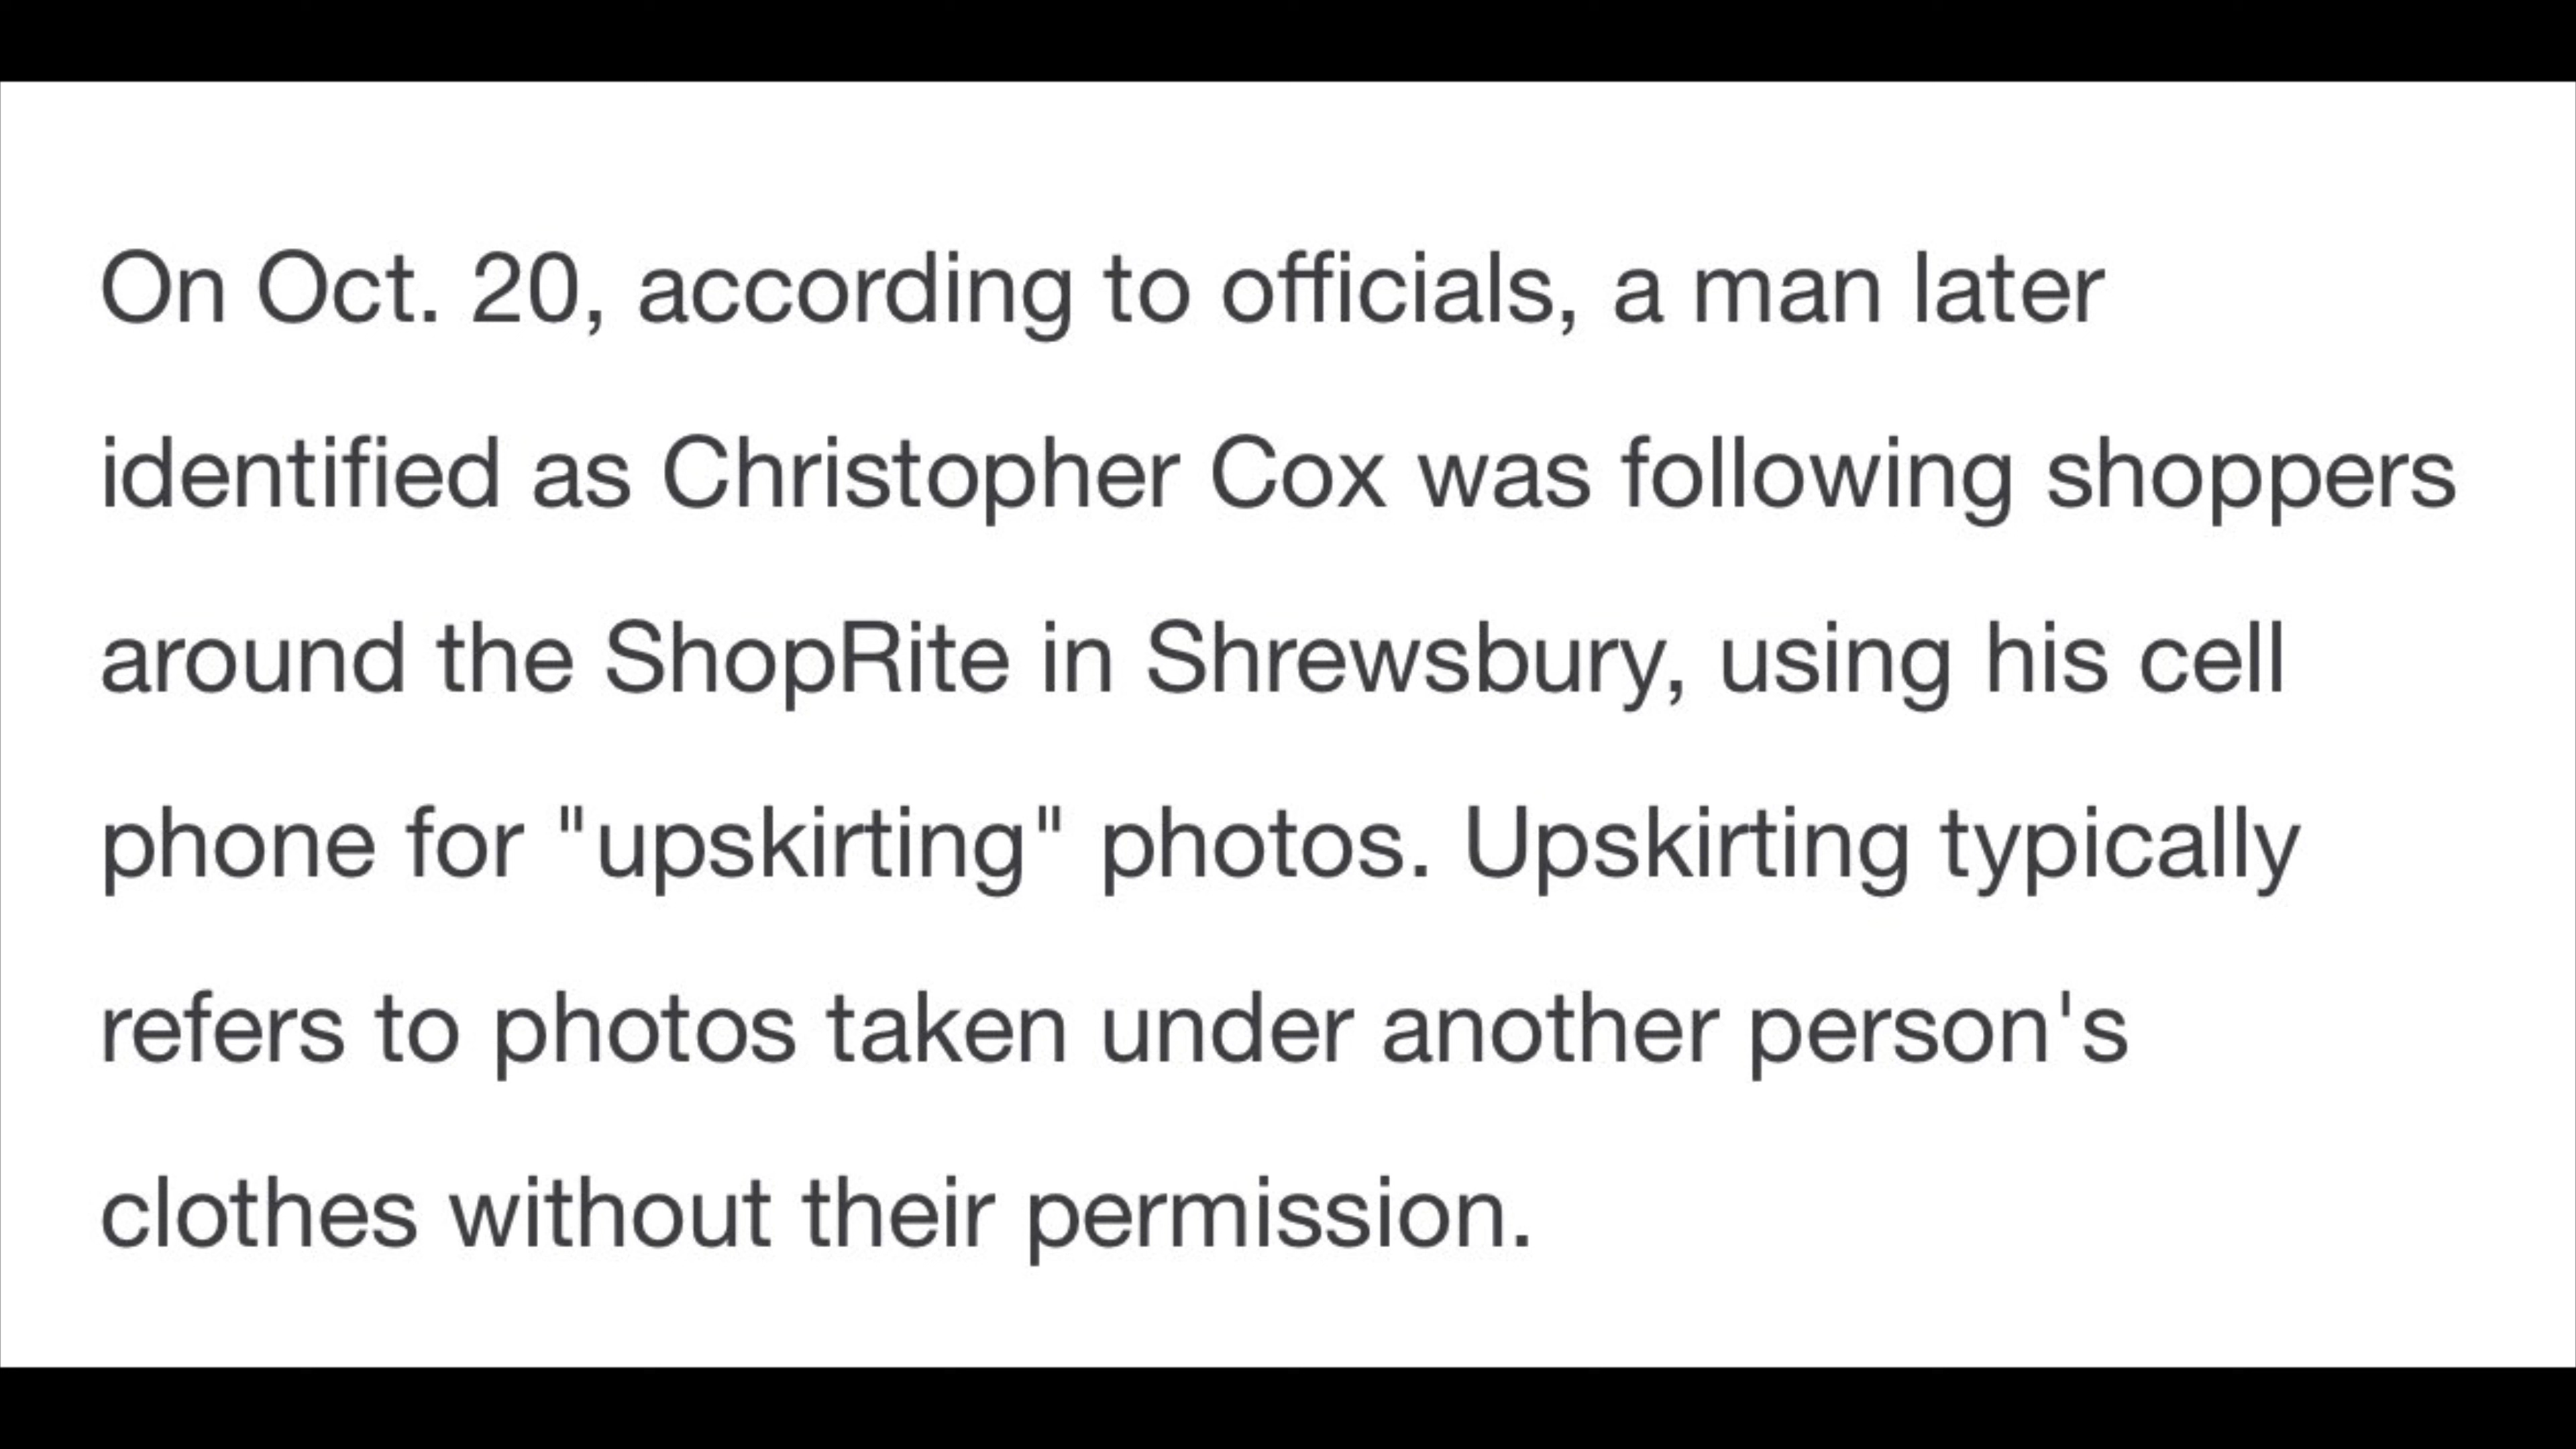 On Oct. 20, according to officials, a man later
identified as Christopher Cox was following shoppers
around the ShopRite in Shrewsbury, using his cell
phone for "upskirting" photos. Upskirting typically
refers to photos taken under another person's
clothes without their permission.